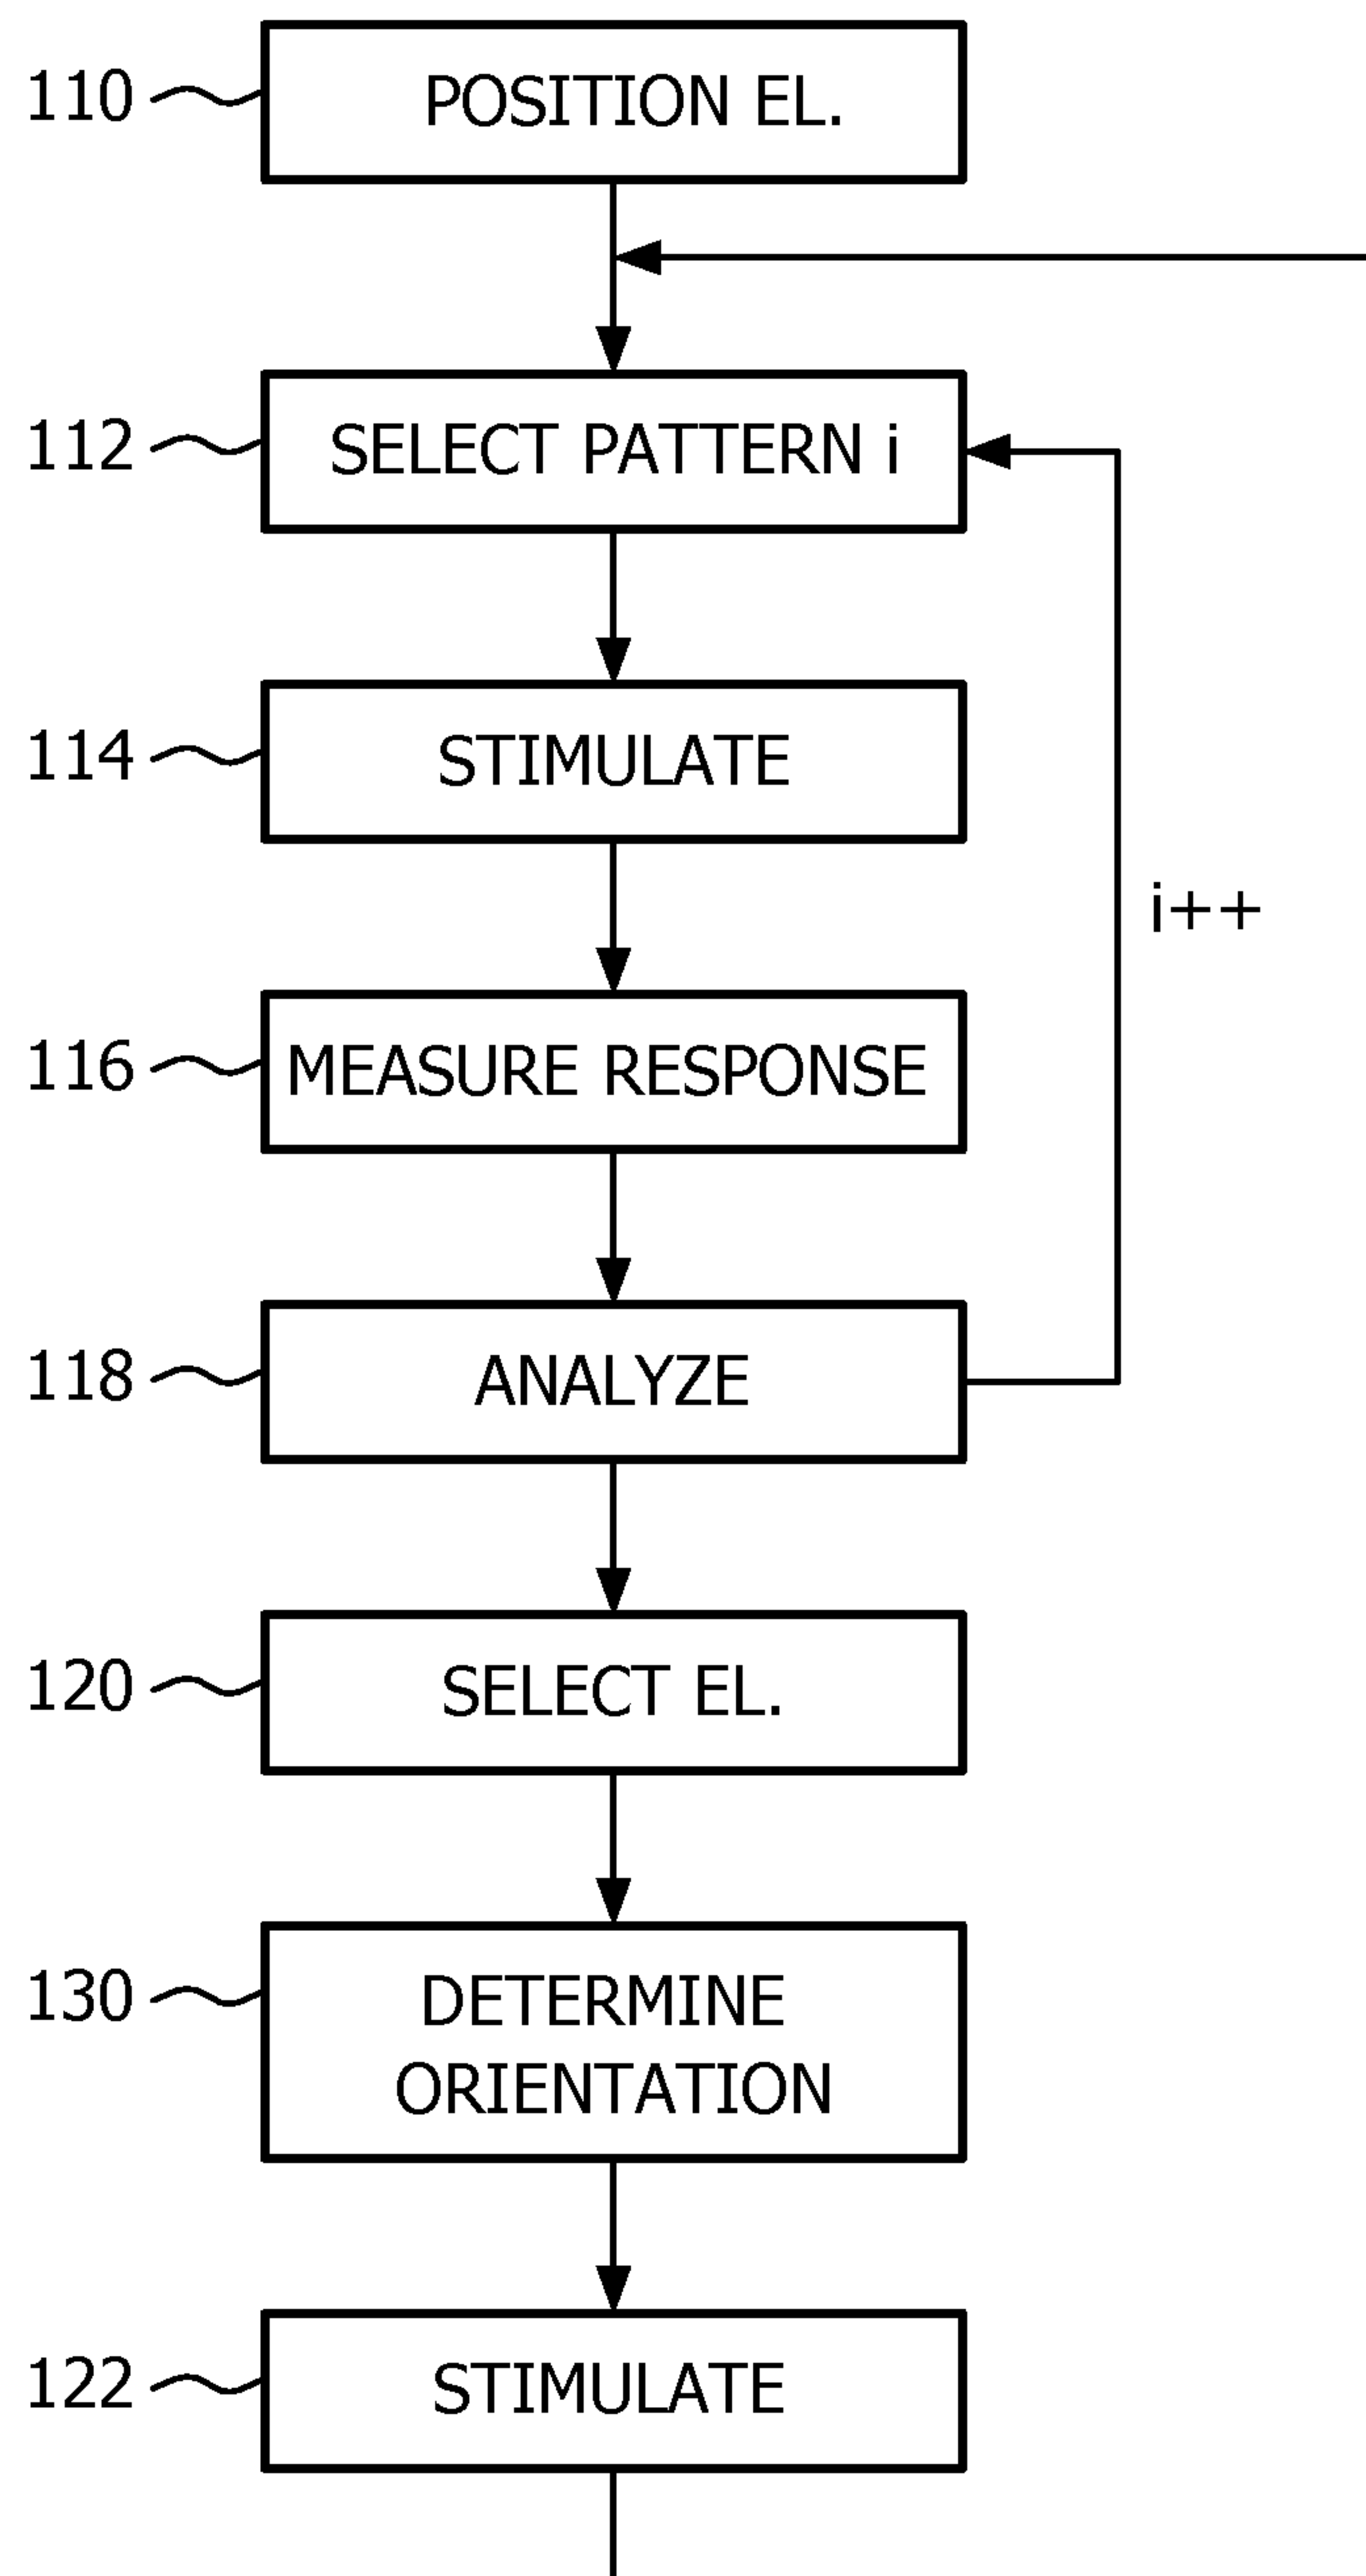 110 POSITION EL.
112 SELECT PATTERN i
114 STIMULATE
i++
116 MEASURE RESPONSE
118 ANALYZE
120 SELECT EL.
130 DETERMINE
ORIENTATION
122 STIMULATE